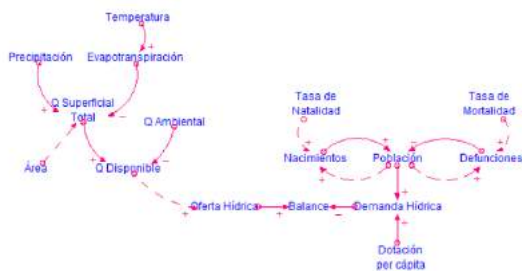 Temperatura
Precipitación
Evapotranspiración
Q Superficial
Total
Q Ambiental
Área
Q Disponible
Oferta Hídrica
Balance
Demanda Hídrica
Dotación
per cápita
Tasa de
Natalidad
Tasa de
Mortalidad
Nacimientos
Población
Defunciones